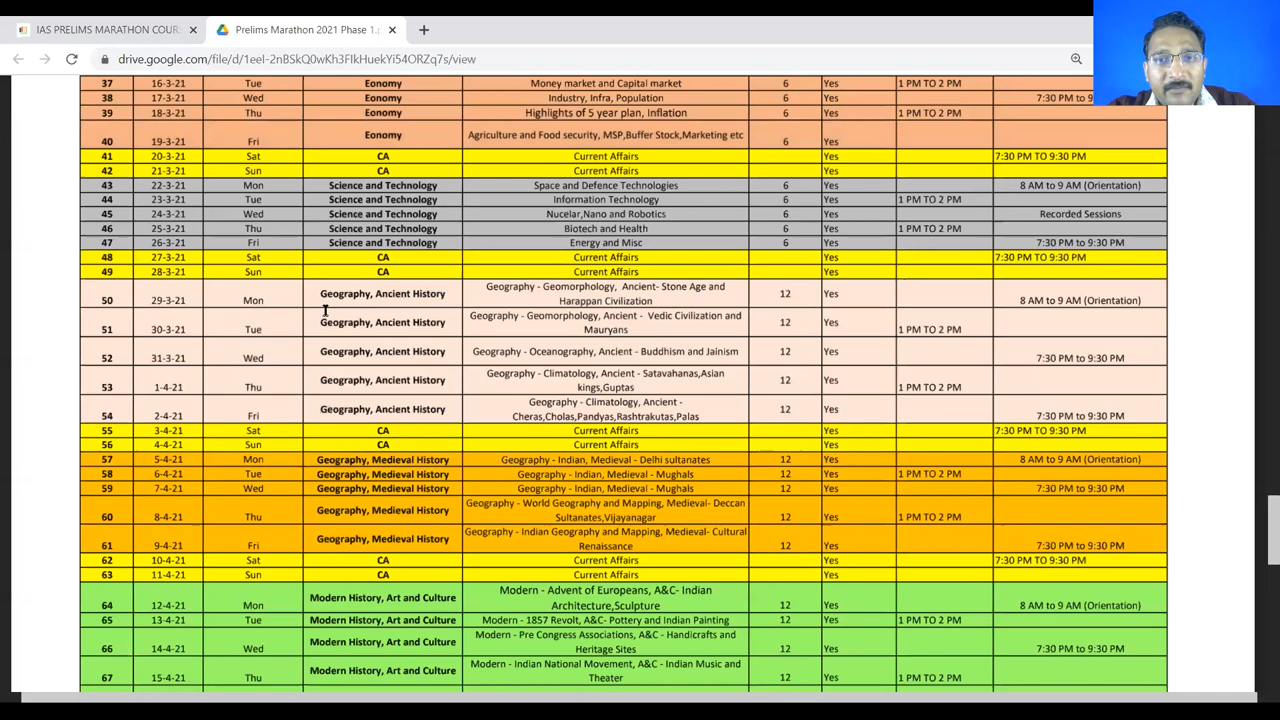 IAS PRELIMS MARATHON COUR
Prelims Marathon 2021 Phase 1.p
drive.google.com/file/d/1eeI-2nBSkQ0wKh3FIkHuekYi54ORZq7s/view
37 16-3-21 Tue Eonomy Money market and Capital market 6 Yes 1 PM TO 2 PM
38 17-3-21 Wed Eonomy Industry, Infra, Population 6 Yes 7:30 PM to 9
39 18-3-21 Thu Eonomy Highlights of 5 year plan, Inflation 6 Yes 1 PM TO 2 PM
40 19-3-21 Fri Eonomy Agriculture and Food security, MSP,Buffer Stock,Marketing etc 6 Yes
41 20-3-21 Sat CA Current Affairs Yes 7:30 PM TO 9:30 PM
42 21-3-21 Sun CA Current Affairs Yes
43 22-3-21 Mon Science and Technology Space and Defence Technologies 6 Yes 8 AM to 9 AM (Orientation)
44 23-3-21 Tue Science and Technology Information Technology 6 Yes 1 PM TO 2 PM
45 24-3-21 Wed Science and Technology Nucelar,Nano and Robotics 6 Yes Recorded Sessions
46 25-3-21 Thu Science and Technology Biotech and Health 6 Yes 1 PM TO 2 PM
47 26-3-21 Fri Science and Technology Energy and Misc 6 Yes 7:30 PM to 9:30 PM
48 27-3-21 Sat CA Current Affairs Yes 7:30 PM TO 9:30 PM
49 28-3-21 Sun CA Current Affairs Yes
50 29-3-21 Mon Geography, Ancient History Geography - Geomorphology, Ancient- Stone Age and
Harappan Civilization 12 Yes 8 AM to 9 AM (Orientation)
51 30-3-21 Tue Geography, Ancient History Geography - Geomorphology, Ancient - Vedic Civilization and
Mauryans 12 Yes 1 PM TO 2 PM
52 31-3-21 Wed Geography, Ancient History Geography - Oceanography, Ancient - Buddhism and Jainism 12 Yes 7:30 PM to 9:30 PM
53 1-4-21 Thu Geography, Ancient History Geography - Climatology, Ancient - Satavahanas,Asian
kings,Guptas 12 Yes 1 PM TO 2 PM
54 2-4-21 Fri Geography, Ancient History Geography - Climatology, Ancient -
Cheras,Cholas,Pandyas,Rashtrakutas,Palas 12 Yes 7:30 PM to 9:30 PM
55 3-4-21 Sat CA Current Affairs Yes 7:30 PM TO 9:30 PM
56 4-4-21 Sun CA Current Affairs Yes
57 5-4-21 Mon Geography, Medieval History Geography - Indian, Medieval - Delhi sultanates 12 Yes 8 AM to 9 AM (Orientation)
58 6-4-21 Tue Geography, Medieval History Geography - Indian, Medieval - Mughals 12 Yes 1 PM TO 2 PM
59 7-4-21 Wed Geography, Medieval History Geography - Indian, Medieval - Mughals 12 Yes 7:30 PM to 9:30 PM
60 8-4-21 Thu Geography, Medieval History Geography - World Geography and Mapping, Medieval- Deccan
Sultanates,Vijayanagar 12 Yes 1 PM TO 2 PM
61 9-4-21 Fri Geography, Medieval History Geography - Indian Geography and Mapping, Medieval- Cultural
Renaissance 12 Yes 7:30 PM to 9:30 PM
62 10-4-21 Sat CA Current Affairs Yes 7:30 PM TO 9:30 PM
63 11-4-21 Sun CA Current Affairs Yes
64 12-4-21 Mon Modern History, Art and Culture Modern - Advent of Europeans, A&C- Indian
Architecture,Sculpture 12 Yes 8 AM to 9 AM (Orientation)
65 13-4-21 Tue Modern History, Art and Culture Modern - 1857 Revolt, A&C- Pottery and Indian Painting 12 Yes 1 PM TO 2 PM
66 14-4-21 Wed Modern History, Art and Culture Modern - Pre Congress Associations, A&C - Handicrafts and
Heritage Sites 12 Yes 7:30 PM to 9:30 PM
67 15-4-21 Thu Modern History, Art and Culture Modern - Indian National Movement, A&C - Indian Music and
Theater 12 Yes 1 PM TO 2 PM